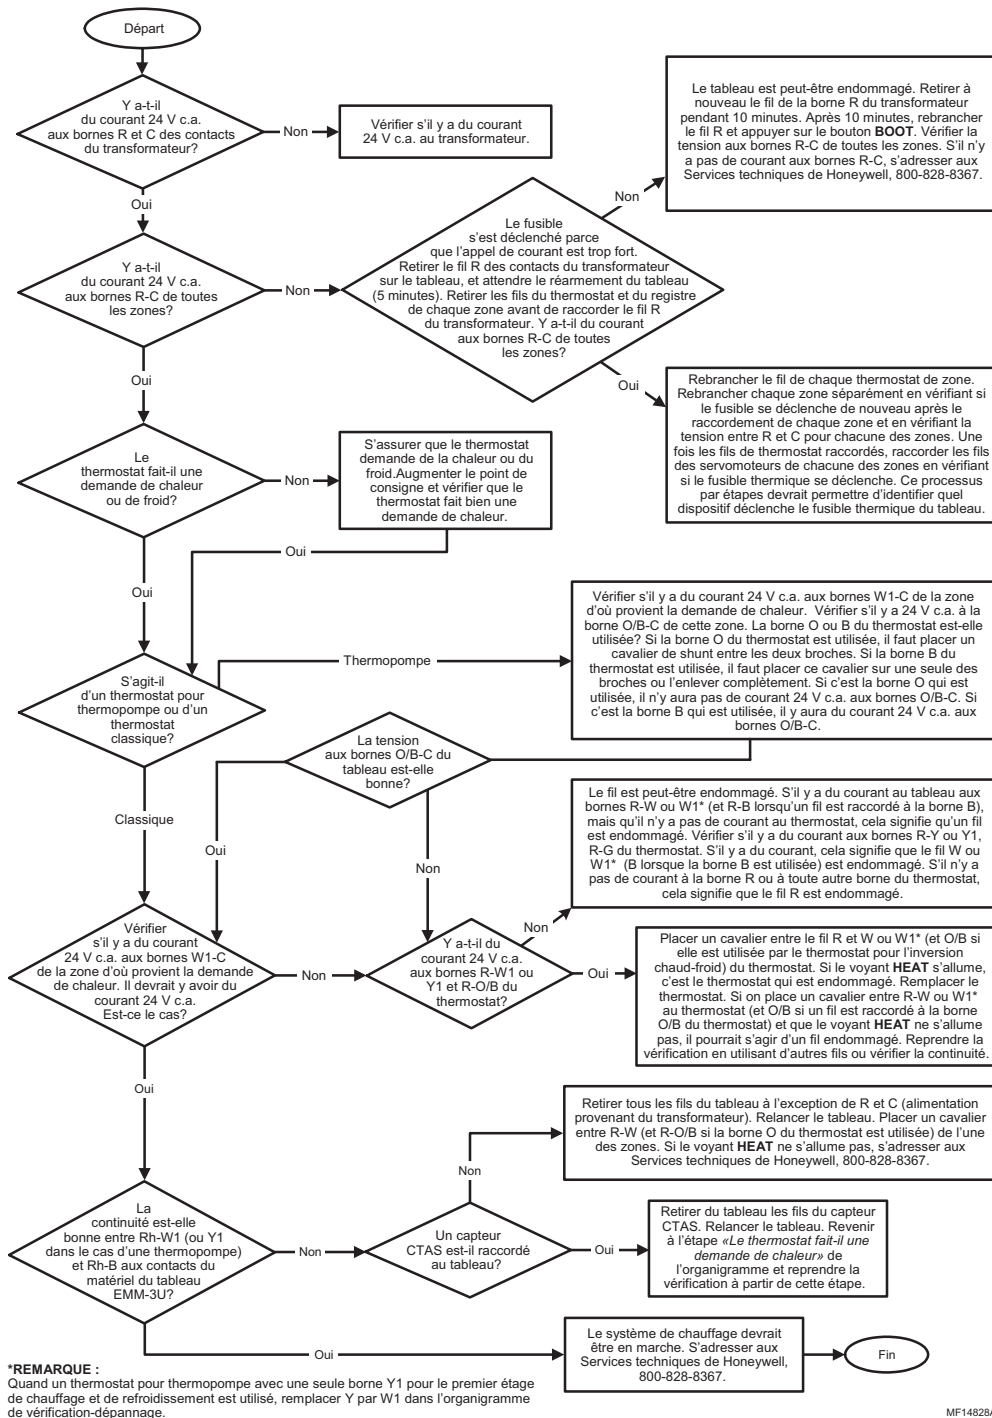 Départ
Y a-t-il
du courant 24 V c.a.
aux bornes R et C des contacts
du transformateur?
Non
Vérifier s'il y a du courant
24 V c.a. au transformateur.
Le tableau est peut-être endommagé. Retirer à
nouveau le fil de la borne R du transformateur
pendant 10 minutes. Après 10 minutes, rebrancher
le fil R et appuyer sur le bouton BOOT. Vérifier la
tension aux bornes R-C de toutes les zones. S'il n'y
a pas de courant aux bornes R-C, s'adresser aux
Services techniques de Honeywell, 800-828-8367.
Oui
Non
Y a-t-il
du courant 24 V c.a.
aux bornes R-C de toutes
les zones?
Non
Le fusible
s'est déclenché parce
que l'appel de courant est trop fort.
Retirer le fil R des contacts du transformateur
sur le tableau, et attendre le réarmement du tableau
(5 minutes). Retirer les fils du thermostat et du registre
de chaque zone avant de raccorder le fil R
du transformateur. Y a-t-il du courant
aux bornes R-C de toutes
les zones?
Oui
Oui
Rebrancher le fil de chaque thermostat de zone.
Rebrancher chaque zone séparément en vérifiant si
le fusible se déclenche de nouveau après le
raccordement de chaque zone et en vérifiant la
tension entre R et C pour chacune des zones. Une
fois les fils de thermostat raccordés, raccorder les fils
des servomoteurs de chacune des zones en vérifiant
si le fusible thermique se déclenche. Ce processus
par étapes devrait permettre d'identifier quel
dispositif déclenche le fusible thermique du tableau.
Le
thermostat fait-il une
demande de chaleur
ou de froid?
Non
S'assurer que le thermostat
demande de la chaleur ou du
froid.Augmenter le point de
consigne et vérifier que le
thermostat fait bien une
demande de chaleur.
Oui
Oui
Vérifier s'il y a du courant 24 V c.a. aux bornes W1-C de la zone
d'où provient la demande de chaleur. Vérifier s'il y a 24 V c.a. à la
borne O/B-C de cette zone. La borne O ou B du thermostat est-elle
utilisée? Si la borne O du thermostat est utilisée, il faut placer un
cavalier de shunt entre les deux broches. Si la borne B du
thermostat est utilisée, il faut placer ce cavalier sur une seule des
broches ou l'enlever complètement. Si c'est la borne O qui est
utilisée, il n'y aura pas de courant 24 V c.a. aux bornes O/B-C. Si
c'est la borne B qui est utilisée, il y aura du courant 24 V c.a. aux
bornes O/B-C.
Thermopompe
S'agit-il
d'un thermostat pour
thermopompe ou d'un
thermostat
classique?
La tension
aux bornes O/B-C du
tableau est-elle
bonne?
Classique
Oui
Non
Le fil est peut-être endommagé. S'il y a du courant au tableau aux
bornes R-W ou W1* (et R-B lorsqu'un fil est raccordé à la borne B),
mais qu'il n'y a pas de courant au thermostat, cela signifie qu'un fil
est endommagé. Vérifier s'il y a du courant aux bornes R-Y ou Y1,
R-G du thermostat. S'il y a du courant, cela signifie que le fil W ou
W1* (B lorsque la borne B est utilisée) est endommagé. S'il n'y a
pas de courant à la borne R ou à toute autre borne du thermostat,
cela signifie que le fil R est endommagé.
Vérifier
s'il y a du courant
24 V c.a. aux bornes W1-C
de la zone d'où provient la demande
de chaleur. Il devrait y avoir du
courant 24 V c.a.
Est-ce le cas?
Non
Y a-t-il du
courant 24 V c.a.
aux bornes R-W1 ou
Y1 et R-O/B du
thermostat?
Non
Oui
Placer un cavalier entre le fil R et W ou W1* (et O/B si
elle est utilisée par le thermostat pour l'inversion
chaud-froid) du thermostat. Si le voyant HEAT s'allume,
c'est le thermostat qui est endommagé. Remplacer le
thermostat. Si on place un cavalier entre R-W ou W1*
au thermostat (et O/B si un fil est raccordé à la borne
O/B du thermostat) et que le voyant HEAT ne s'allume
pas, il pourrait s'agir d'un fil endommagé. Reprendre la
vérification en utilisant d'autres fils ou vérifier la continuité.
Oui
Retirer tous les fils du tableau à l'exception de R et C (alimentation
provenant du transformateur). Relancer le tableau. Placer un cavalier
entre R-W (et R-O/B si la borne O du thermostat est utilisée) de l'une
des zones. Si le voyant HEAT ne s'allume pas, s'adresser aux
Services techniques de Honeywell, 800-828-8367.
Non
La
continuité est-elle
bonne entre Rh-W1 (ou Y1
dans le cas d'une thermopompe)
et Rh-B aux contacts du
matériel du tableau
EMM-3U?
Non
Un capteur
CTAS est-il raccordé
au tableau?
Oui
Retirer du tableau les fils du capteur
CTAS. Relancer le tableau. Revenir
à l'étape «Le thermostat fait-il une
demande de chaleur» de
l'organigramme et reprendre la
vérification à partir de cette étape.
Oui
Le système de chauffage devrait
être en marche. S'adresser aux
Services techniques de Honeywell,
800-828-8367.
Fin
*REMARQUE :
Quand un thermostat pour thermopompe avec une seule borne Y1 pour le premier étage
de chauffage et de refroidissement est utilisé, remplacer Y par W1 dans l'organigramme
de vérification-dépannage.
MF14828A